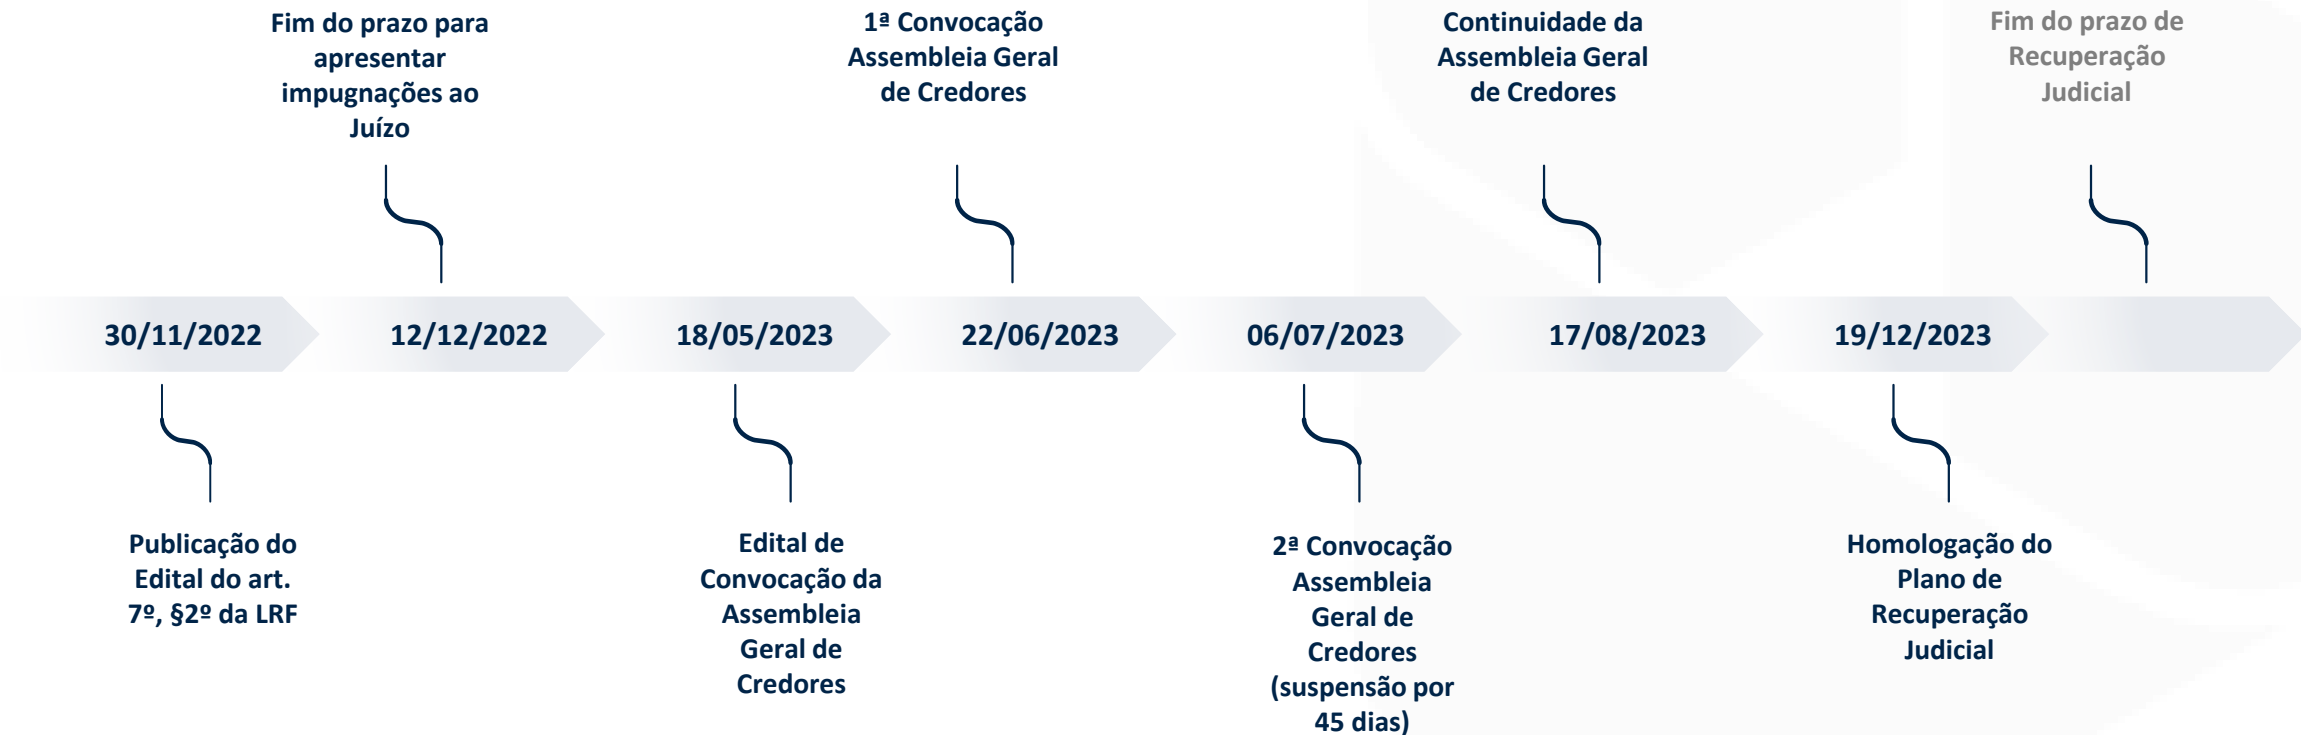 Fim do prazo para
apresentar
impugnações ao
Juízo
1ª Convocação
Assembleia Geral
de Credores
Continuidade da
Assembleia Geral
de Credores
Fim do prazo de
Recuperação
Judicial
30/11/2022
12/12/2022
18/05/2023
22/06/2023
06/07/2023
17/08/2023
19/12/2023
Publicação do
Edital do art.
7º, §2º da LRF
Edital de
Convocação da
Assembleia
Geral de
Credores
2ª Convocação
Assembleia
Geral de
Credores
(suspensão por
45 dias)
Homologação do
Plano de
Recuperação
Judicial